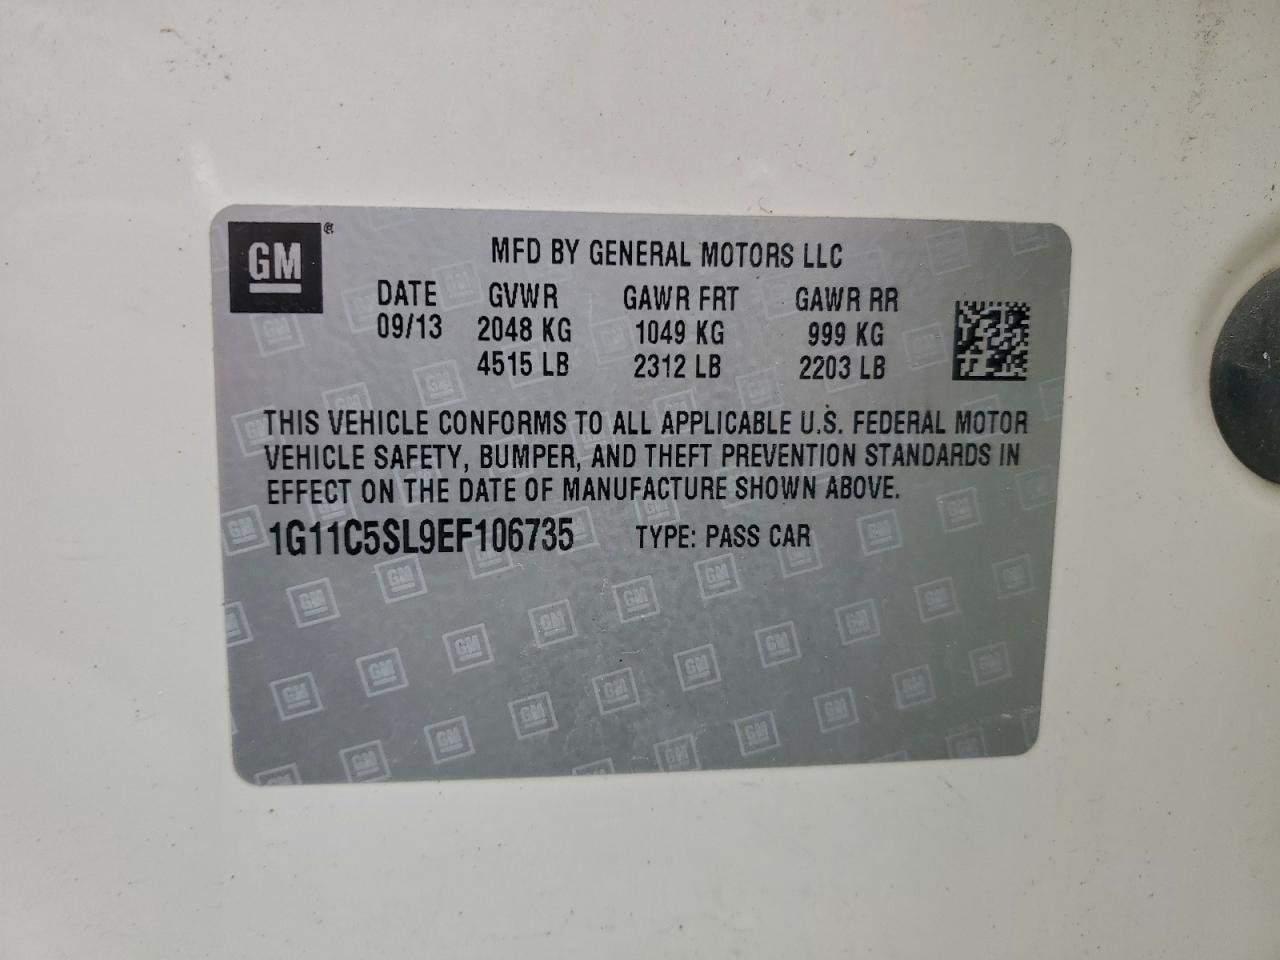 GM ®
MFD BY GENERAL MOTORS LLC
DATE GVWR GAWR FRT GAWR RR
09/13 2048 KG 1049 KG 999 KG
4515 LB 2312 LB 2203 LB
THIS VEHICLE CONFORMS TO ALL APPLICABLE U.S. FEDERAL MOTOR
VEHICLE SAFETY, BUMPER, AND THEFT PREVENTION STANDARDS IN
EFFECT ON THE DATE OF MANUFACTURE SHOWN ABOVE.
1G11C5SL9EF106735 TYPE: PASS CAR